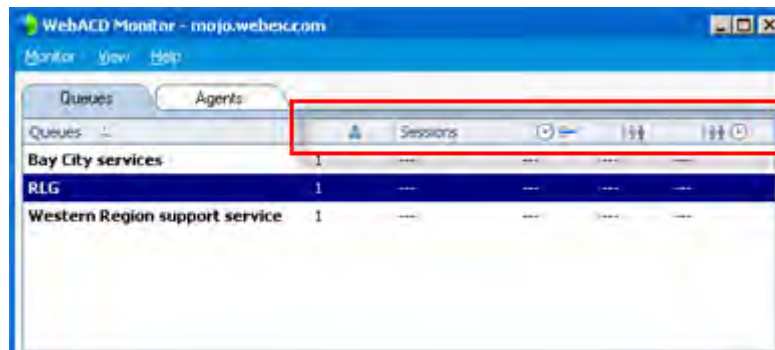 WebACD Monitor - mojo.webex.com
Monitor View Help
Queues Agents
Queues Sessions
Bay City services 1 --- --- ---- ----
RLG 1 --- --- ---- ----
Western Region support service 1 --- --- ---- ----